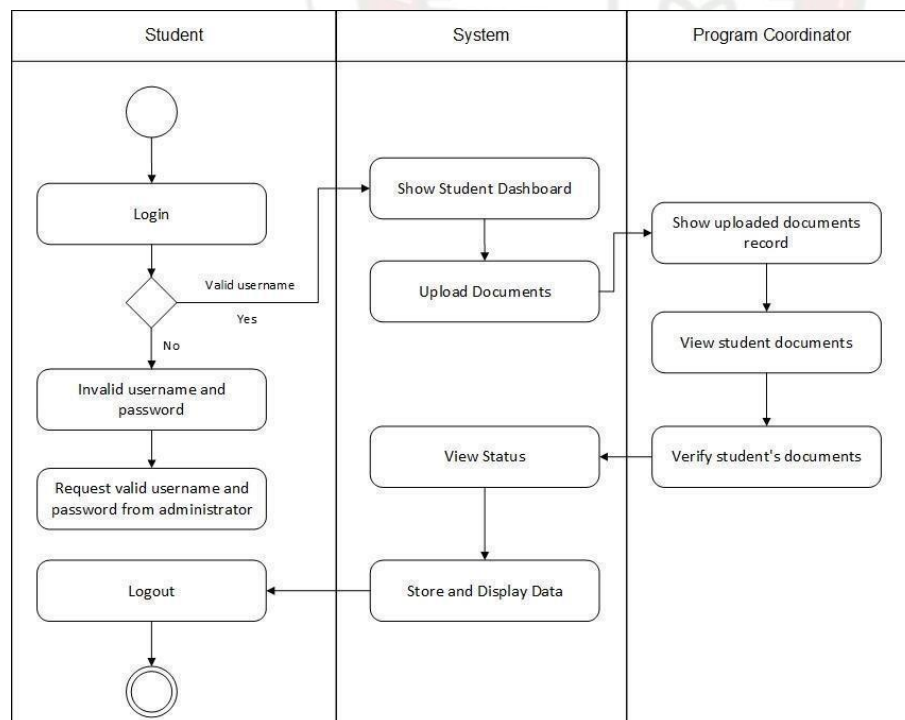 Student
System
Program Coordinator
Login
Show Student Dashboard
Show uploaded documents
record
Valid username
Yes
Upload Documents
No
View student documents
Invalid username and
password
View Status
Verify student's documents
Request valid username and
password from administrator
Logout
Store and Display Data